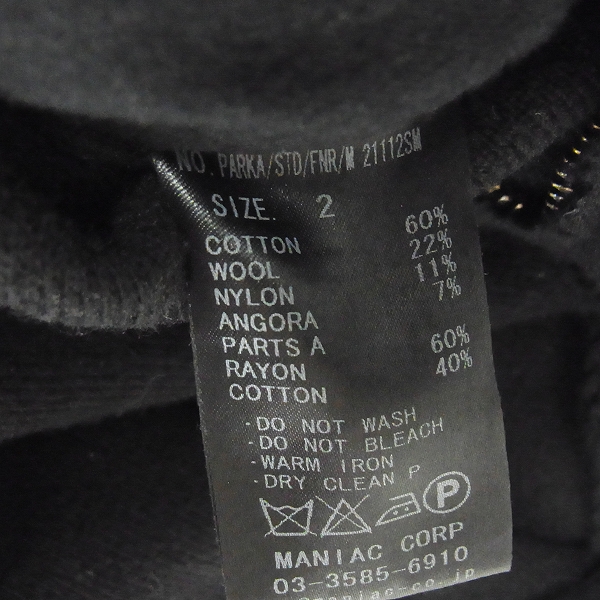 NO. PARKA/STD/FNR/M 21112SM
SIZE. 2
COTTON 60%
WOOL 22%
NYLON 11%
ANGORA 7%
PARTS A
RAYON 60%
COTTON 40%
·DO NOT WASH
·DO NOT BLEACH
·WARM IRON
·DRY CLEAN P
P
MANIAC CORP
03-3585-6910